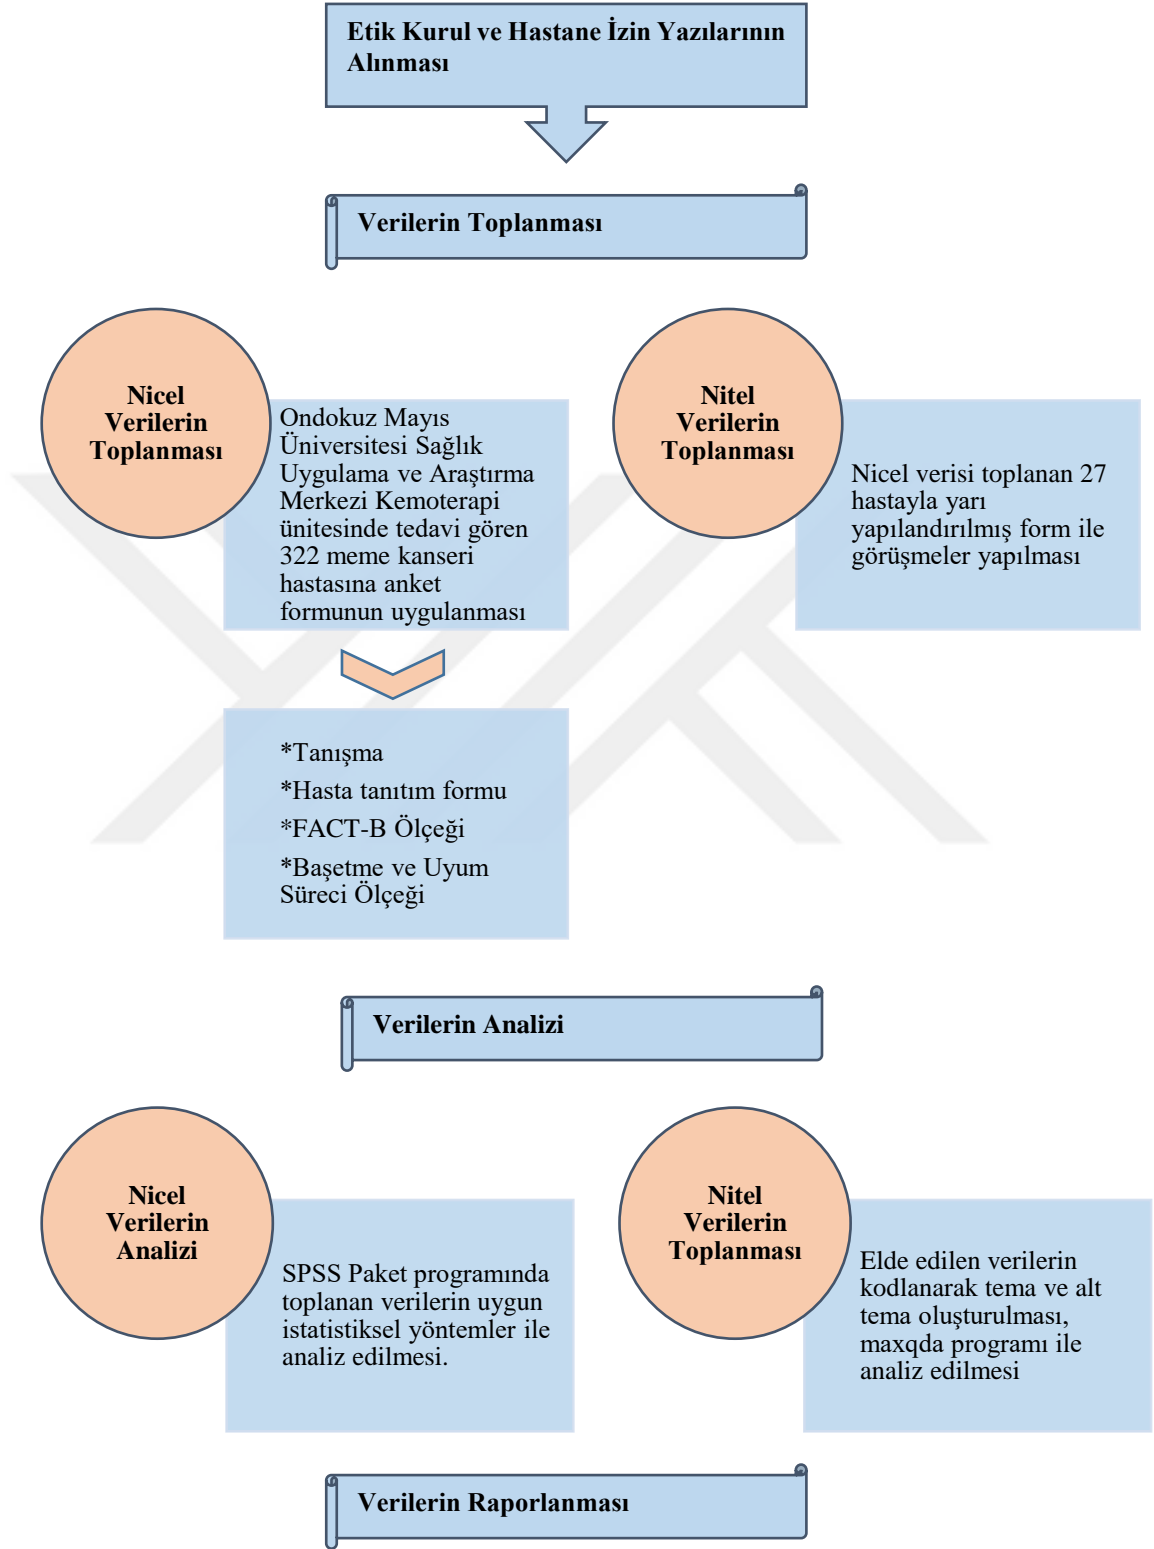 Etik Kurul ve Hastane İzin Yazılarının
Alınması
Verilerin Toplanması
Nicel
Verilerin
Toplanması
Ondokuz Mayıs
Üniversitesi Sağlık
Uygulama ve Araştırma
Merkezi Kemoterapi
ünitesinde tedavi gören
322 meme kanseri
hastasına anket
formunun uygulanması
Nitel
Verilerin
Toplanması
Nicel verisi toplanan 27
hastayla yarı
yapılandırılmış form ile
görüşmeler yapılması
*Tanışma
*Hasta tanıtım formu
*FACT-B Ölçeği
*Başetme ve Uyum
Süreci Ölçeği
Verilerin Analizi
Nicel
Verilerin
Analizi
SPSS Paket programında
toplanan verilerin uygun
istatistiksel yöntemler ile
analiz edilmesi.
Nitel
Verilerin
Toplanması
Elde edilen verilerin
kodlanarak tema ve alt
tema oluşturulması,
maxqda programı ile
analiz edilmesi
Verilerin Raporlanması